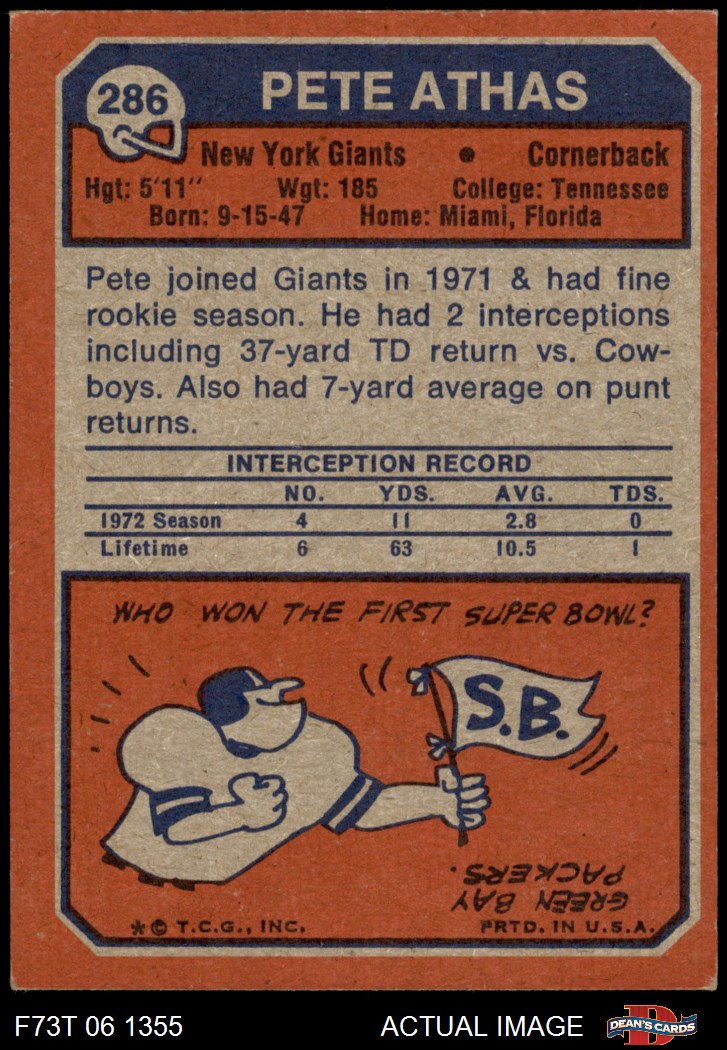 286
PETE ATHAS
New York Giants • Cornerback
Hgt: 5'11" Wgt: 185 College: Tennessee
Born: 9-15-47 Home: Miami, Florida
Pete joined Giants in 1971 & had fine
rookie season. He had 2 interceptions
including 37-yard TD return vs. Cow-
boys. Also had 7-yard average on punt
returns.
INTERCEPTION RECORD
NO. YDS. AVG. TDS.
1972 Season 4 11 2.8 0
Lifetime 6 63 10.5 1
WHO WON THE FIRST SUPER BOWL?
S.B.
GREEN BAY
PACKERS.
*© T.C.G., INC. PRTD. IN U.S.A.
F73T 06 1355 ACTUAL IMAGE DEAN'S CARDS